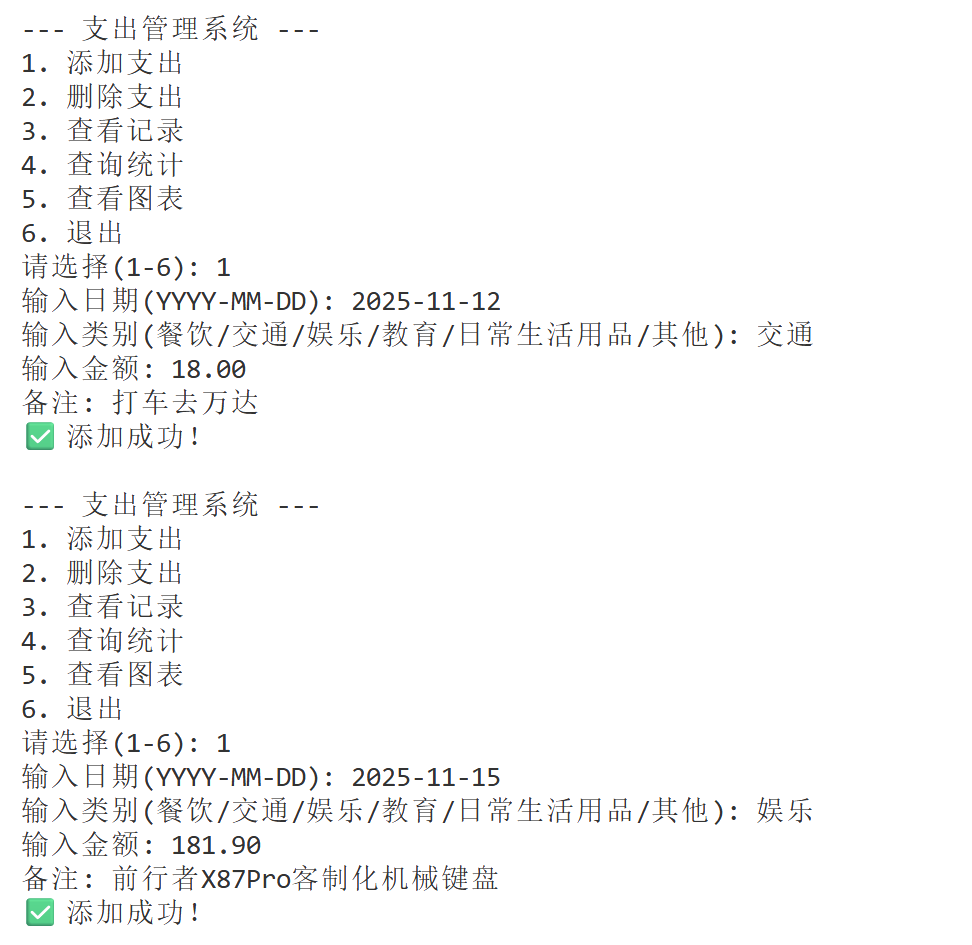 --- 支出管理系统 ---
1. 添加支出
2. 删除支出
3. 查看记录
4. 查询统计
5. 查看图表
6. 退出
请选择(1-6): 1
输入日期(YYYY-MM-DD): 2025-11-12
输入类别(餐饮/交通/娱乐/教育/日常生活用品/其他): 交通
输入金额: 18.00
备注: 打车去万达
✅ 添加成功!
--- 支出管理系统 ---
1. 添加支出
2. 删除支出
3. 查看记录
4. 查询统计
5. 查看图表
6. 退出
请选择(1-6): 1
输入日期(YYYY-MM-DD): 2025-11-15
输入类别(餐饮/交通/娱乐/教育/日常生活用品/其他): 娱乐
输入金额: 181.90
备注: 前行者X87Pro客制化机械键盘
✅ 添加成功!